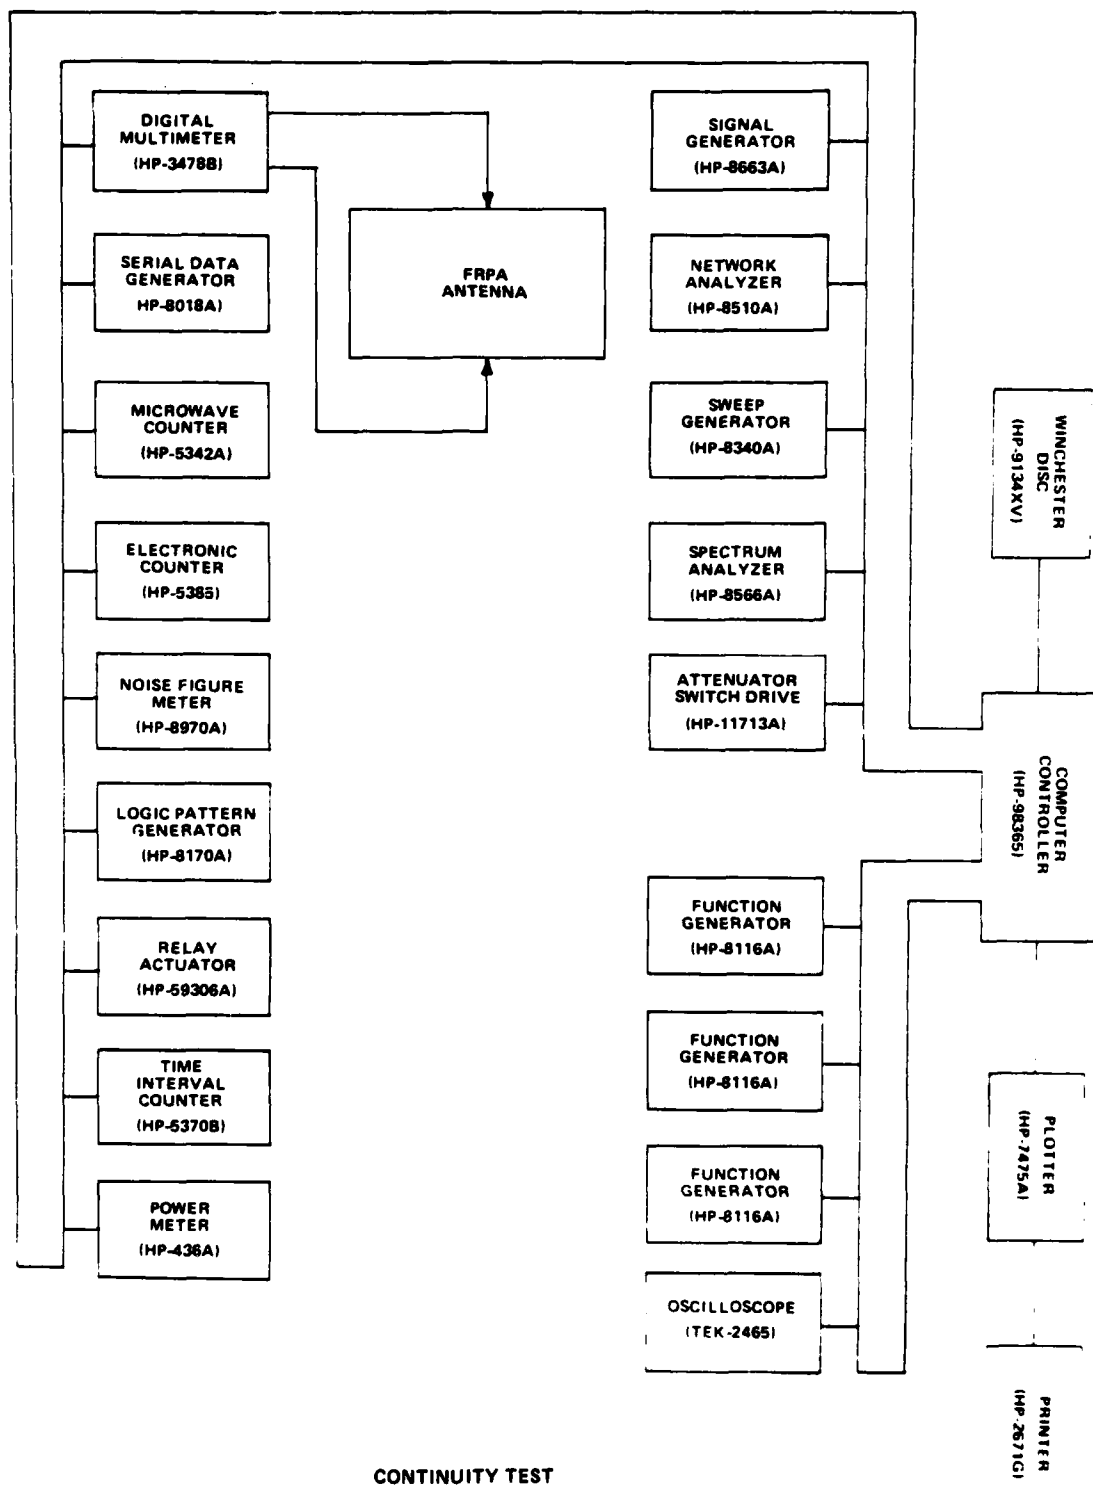 DIGITAL
MULTIMETER
(HP-3478B)
SERIAL DATA
GENERATOR
HP-8018A)
MICROWAVE
COUNTER
(HP-5342A)
ELECTRONIC
COUNTER
(HP-5385)
NOISE FIGURE
METER
(HP-8970A)
LOGIC PATTERN
GENERATOR
(HP-8170A)
RELAY
ACTUATOR
(HP-59306A)
TIME
INTERVAL
COUNTER
(HP-5370B)
POWER
METER
(HP-436A)
FRPA
ANTENNA
SIGNAL
GENERATOR
(HP-8663A)
NETWORK
ANALYZER
(HP-8510A)
SWEEP
GENERATOR
(HP-8340A)
SPECTRUM
ANALYZER
(HP-8566A)
ATTENUATOR
SWITCH DRIVE
(HP-11713A)
FUNCTION
GENERATOR
(HP-8116A)
FUNCTION
GENERATOR
(HP-8116A)
FUNCTION
GENERATOR
(HP-8116A)
OSCILLOSCOPE
(TEK-2465)
WINCHESTER
DISC
(HP-9134XV)
COMPUTER
CONTROLLER
(HP-98365)
PLOTTER
(HP-7475A)
PRINTER
(HP-2671G)
CONTINUITY TEST